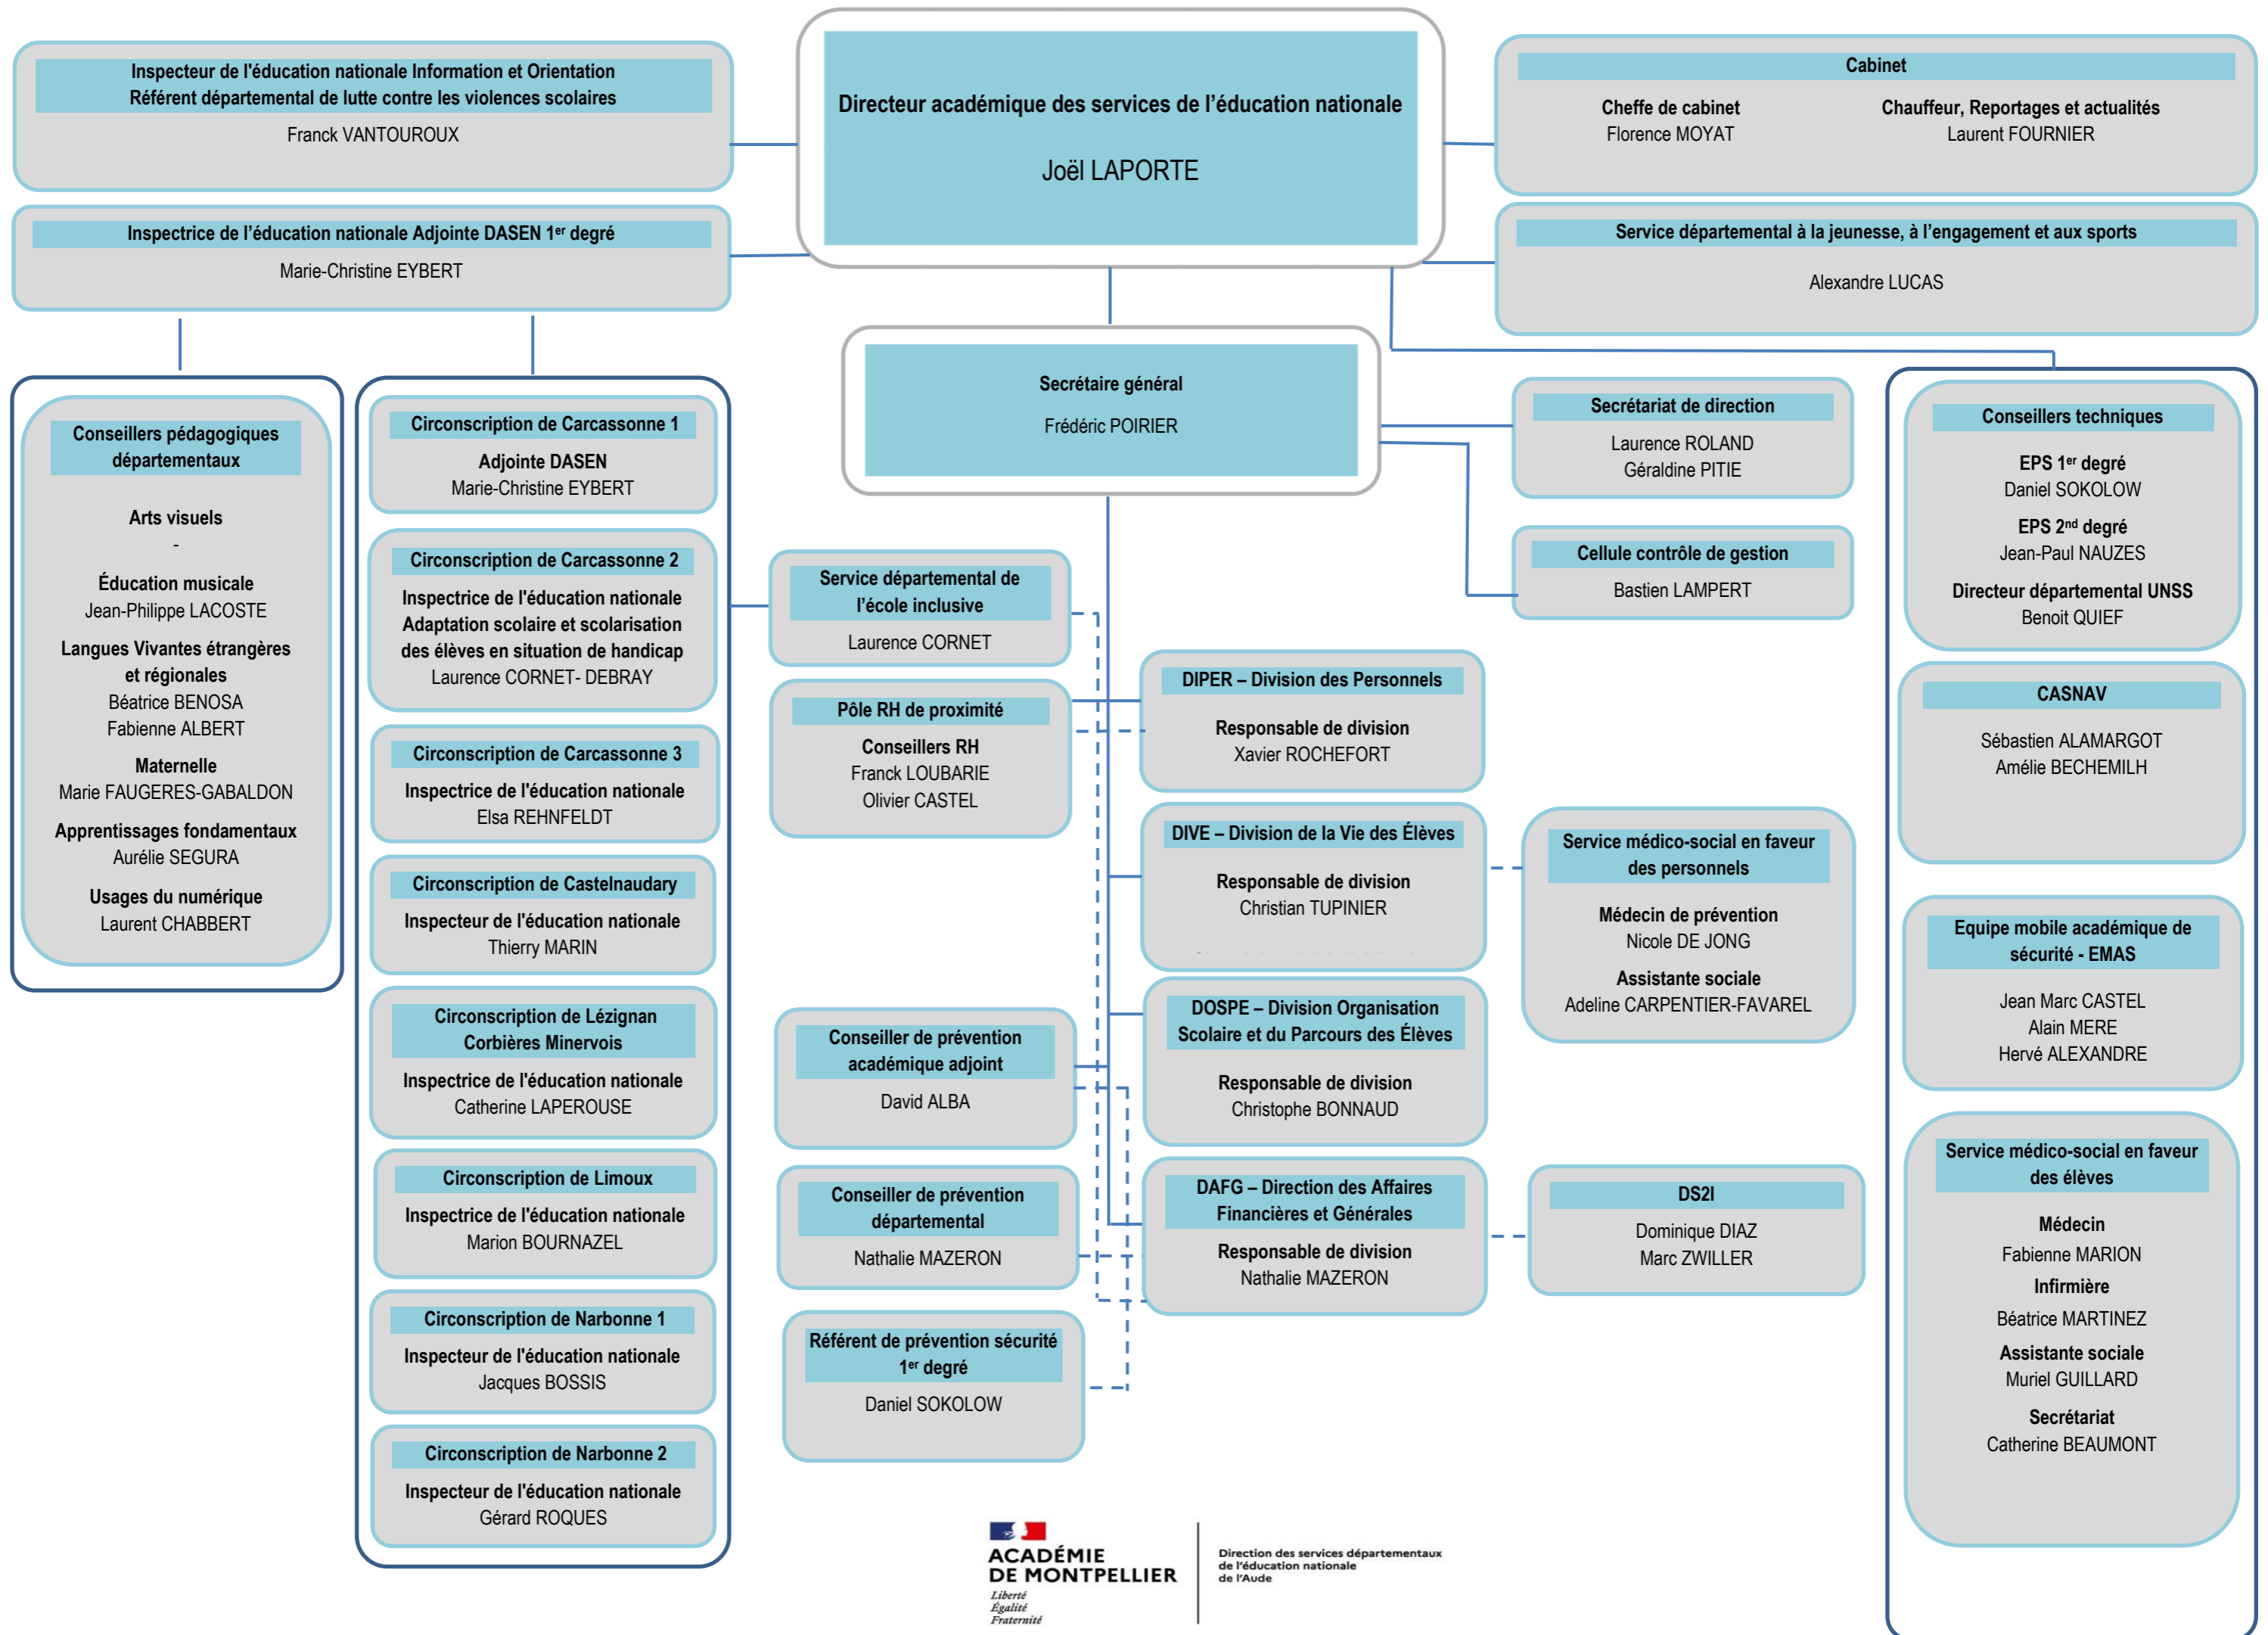 Inspecteur de l'éducation nationale Information et Orientation
Référent départemental de lutte contre les violences scolaires
Franck VANTOUROUX
Directeur académique des services de l'éducation nationale
Joël LAPORTE
Cabinet
Cheffe de cabinet
Florence MOYAT
Chauffeur, Reportages et actualités
Laurent FOURNIER
Inspectrice de l'éducation nationale Adjointe DASEN 1er degré
Marie-Christine EYBERT
Service départemental à la jeunesse, à l'engagement et aux sports
Alexandre LUCAS
Secrétaire général
Frédéric POIRIER
Secrétariat de direction
Laurence ROLAND
Géraldine PITIE
Cellule contrôle de gestion
Bastien LAMPERT
Conseillers pédagogiques
départementaux
Arts visuels
-
Éducation musicale
Jean-Philippe LACOSTE
Langues Vivantes étrangères
et régionales
Béatrice BENOSA
Fabienne ALBERT
Maternelle
Marie FAUGERES-GABALDON
Apprentissages fondamentaux
Aurélie SEGURA
Usages du numérique
Laurent CHABBERT
Circonscription de Carcassonne 1
Adjointe DASEN
Marie-Christine EYBERT
Circonscription de Carcassonne 2
Inspectrice de l'éducation nationale
Adaptation scolaire et scolarisation
des élèves en situation de handicap
Laurence CORNET- DEBRAY
Circonscription de Carcassonne 3
Inspectrice de l'éducation nationale
Elsa REHNFELDT
Circonscription de Castelnaudary
Inspecteur de l'éducation nationale
Thierry MARIN
Circonscription de Lézignan
Corbières Minervois
Inspectrice de l'éducation nationale
Catherine LAPEROUSE
Circonscription de Limoux
Inspectrice de l'éducation nationale
Marion BOURNAZEL
Circonscription de Narbonne 1
Inspecteur de l'éducation nationale
Jacques BOSSIS
Circonscription de Narbonne 2
Inspecteur de l'éducation nationale
Gérard ROQUES
Service départemental de
l'école inclusive
Laurence CORNET
Pôle RH de proximité
Conseillers RH
Franck LOUBARIE
Olivier CASTEL
Conseiller de prévention
académique adjoint
David ALBA
Conseiller de prévention
départemental
Nathalie MAZERON
Référent de prévention sécurité
1er degré
Daniel SOKOLOW
DIPER – Division des Personnels
Responsable de division
Xavier ROCHEFORT
DIVE – Division de la Vie des Élèves
Responsable de division
Christian TUPINIER
DOSPE – Division Organisation
Scolaire et du Parcours des Élèves
Responsable de division
Christophe BONNAUD
DAFG – Direction des Affaires
Financières et Générales
Responsable de division
Nathalie MAZERON
Service médico-social en faveur
des personnels
Médecin de prévention
Nicole DE JONG
Assistante sociale
Adeline CARPENTIER-FAVAREL
DS2I
Dominique DIAZ
Marc ZWILLER
Conseillers techniques
EPS 1er degré
Daniel SOKOLOW
EPS 2nd degré
Jean-Paul NAUZES
Directeur départemental UNSS
Benoit QUIEF
CASNAV
Sébastien ALAMARGOT
Amélie BECHEMILH
Equipe mobile académique de
sécurité - EMAS
Jean Marc CASTEL
Alain MERE
Hervé ALEXANDRE
Service médico-social en faveur
des élèves
Médecin
Fabienne MARION
Infirmière
Béatrice MARTINEZ
Assistante sociale
Muriel GUILLARD
Secrétariat
Catherine BEAUMONT
ACADÉMIE
DE MONTPELLIER
Liberté
Égalité
Fraternité
Direction des services départementaux
de l'éducation nationale
de l'Aude